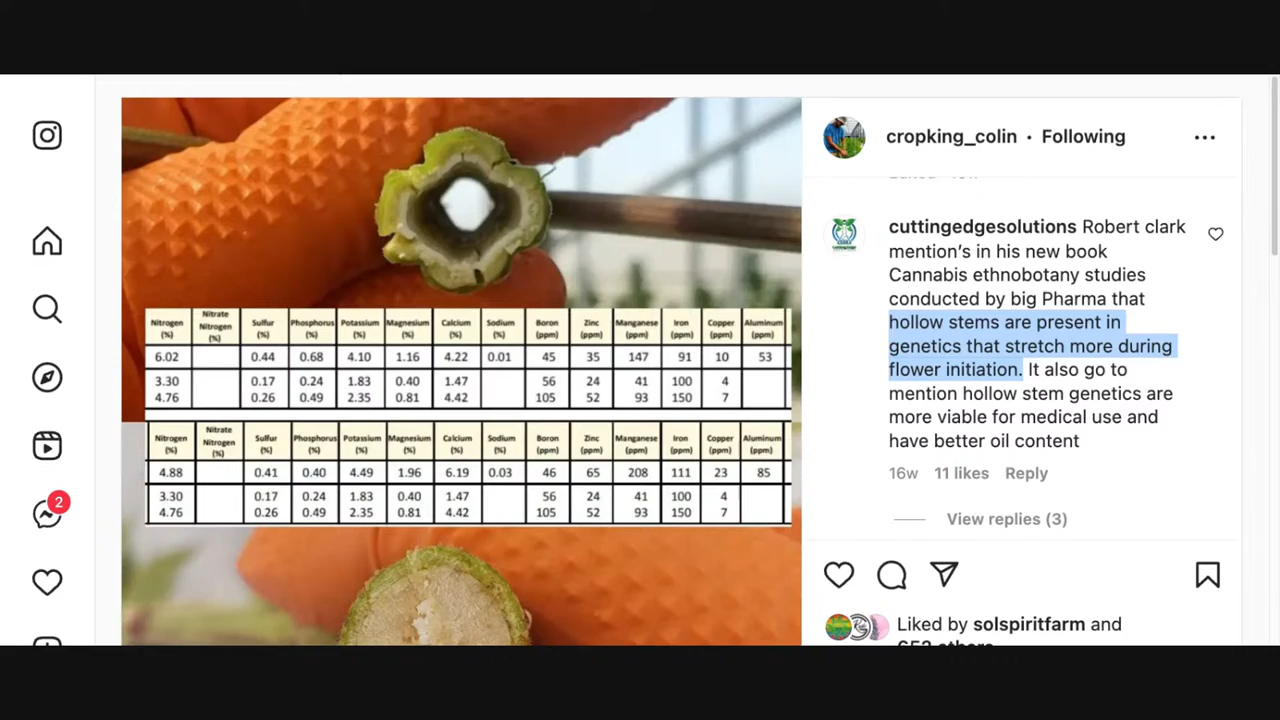 cropking_colin • Following
cuttingedgesolutions Robert clark
mention's in his new book
Cannabis ethnobotany studies
conducted by big Pharma that
hollow stems are present in
genetics that stretch more during
flower initiation. It also go to
mention hollow stem genetics are
more viable for medical use and
have better oil content
16w 11 likes Reply
View replies (3)
Liked by solspiritfarm and
2
Nitrogen (%) Nitrate Nitrogen (%) Sulfur (%) Phosphorus (%) Potassium (%) Magnesium (%) Calcium (%) Sodium (%) Boron (ppm) Zinc (ppm) Manganese (ppm) Iron (ppm) Copper (ppm) Aluminum (ppm)
6.02 0.44 0.68 4.10 1.16 4.22 0.01 45 35 147 91 10 53
3.30 0.17 0.24 1.83 0.40 1.47 56 24 41 100 4
4.76 0.26 0.49 2.35 0.81 4.42 105 52 93 150 7
Nitrogen (%) Nitrate Nitrogen (%) Sulfur (%) Phosphorus (%) Potassium (%) Magnesium (%) Calcium (%) Sodium (%) Boron (ppm) Zinc (ppm) Manganese (ppm) Iron (ppm) Copper (ppm) Aluminum (ppm)
4.88 0.41 0.40 4.49 1.96 6.19 0.03 46 65 208 111 23 85
3.30 0.17 0.24 1.83 0.40 1.47 56 24 41 100 4
4.76 0.26 0.49 2.35 0.81 4.42 105 52 93 150 7